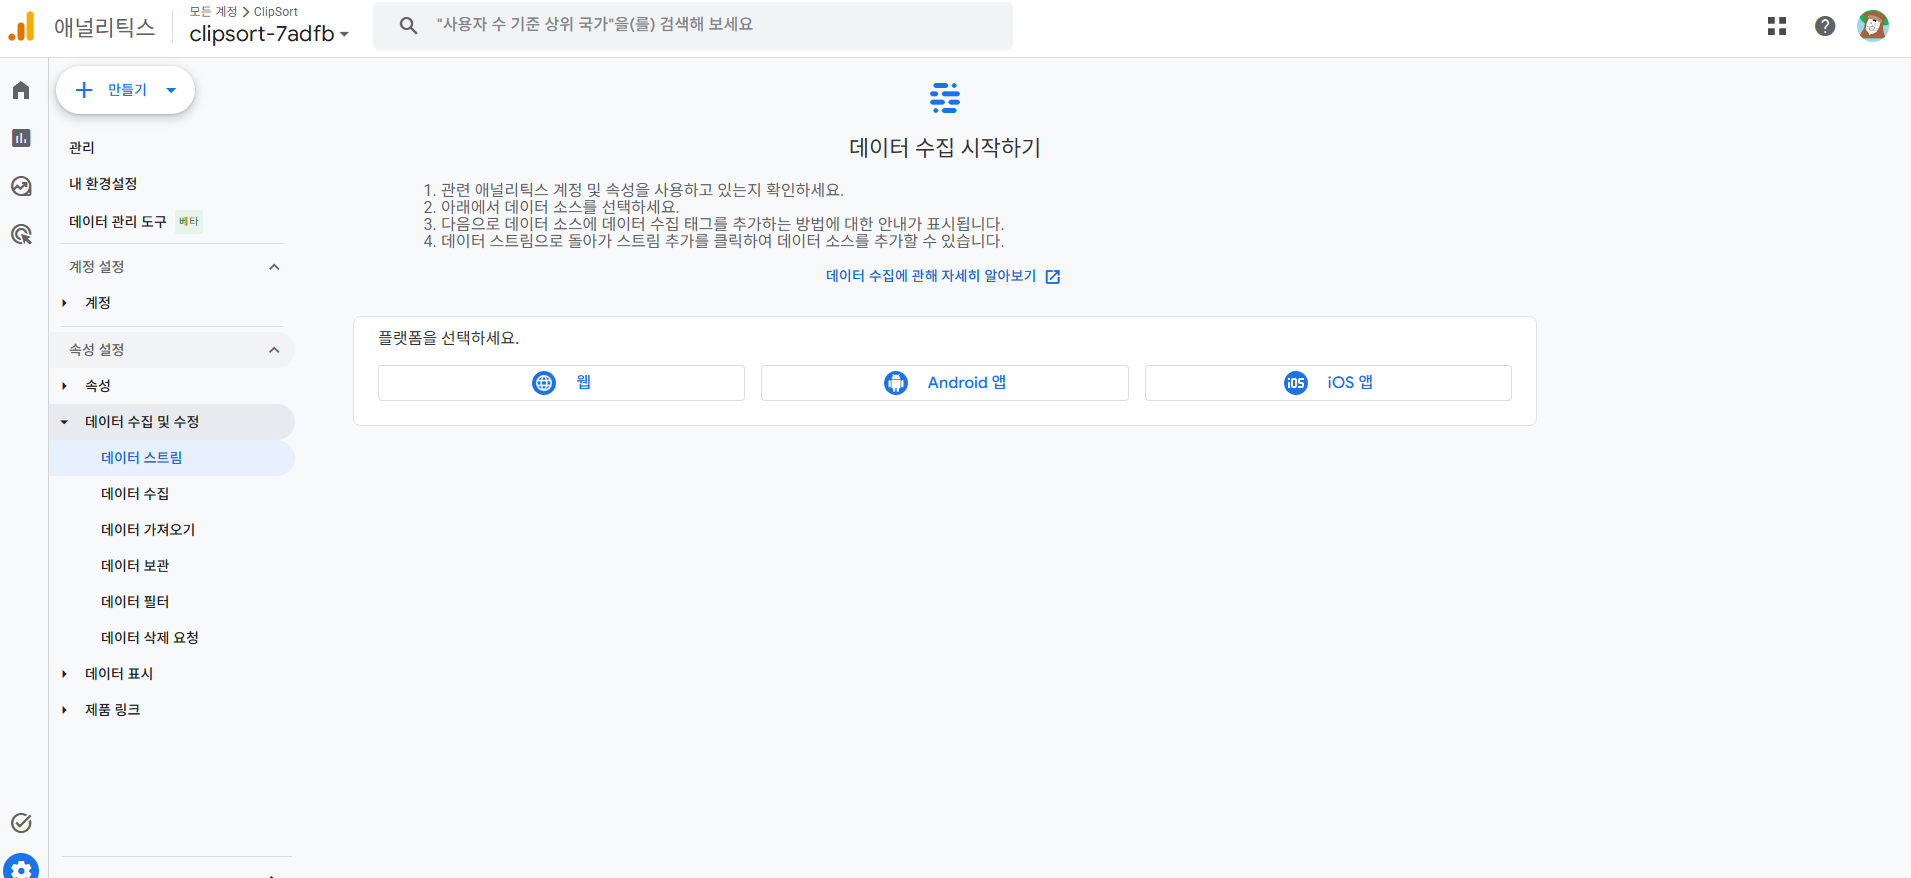 애널리틱스
모든 계정 > ClipSort
clipsort-7adfb
"사용자 수 기준 상위 국가"을(를) 검색해 보세요
만들기
관리
내 환경설정
데이터 관리 도구 베타
계정 설정
계정
속성 설정
속성
데이터 수집 및 수정
데이터 스트림
데이터 수집
데이터 가져오기
데이터 보관
데이터 필터
데이터 삭제 요청
데이터 표시
제품 링크
데이터 수집 시작하기
1. 관련 애널리틱스 계정 및 속성을 사용하고 있는지 확인하세요.
2. 아래에서 데이터 소스를 선택하세요.
3. 다음으로 데이터 소스에 데이터 수집 태그를 추가하는 방법에 대한 안내가 표시됩니다.
4. 데이터 스트림으로 돌아가 스트림 추가를 클릭하여 데이터 소스를 추가할 수 있습니다.
데이터 수집에 관해 자세히 알아보기
플랫폼을 선택하세요.
웹
Android 앱
iOS iOS 앱